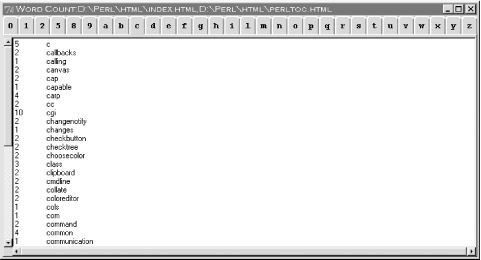 Word Count:D:\Perl\html\index.html,D:\Perl\html\perltoc.html
0 1 2 5 8 9 a b c d e f g h i l m n o p q r s t u v w x y z
5 c
2 callbacks
1 calling
2 canvas
2 cap
1 capable
4 carp
2 cc
10 cgi
2 changenotify
1 changes
2 checkbutton
2 checktree
2 choosecolor
3 class
2 clipboard
2 cmdline
2 collate
2 coloreditor
1 cols
1 com
2 command
4 common
1 communication